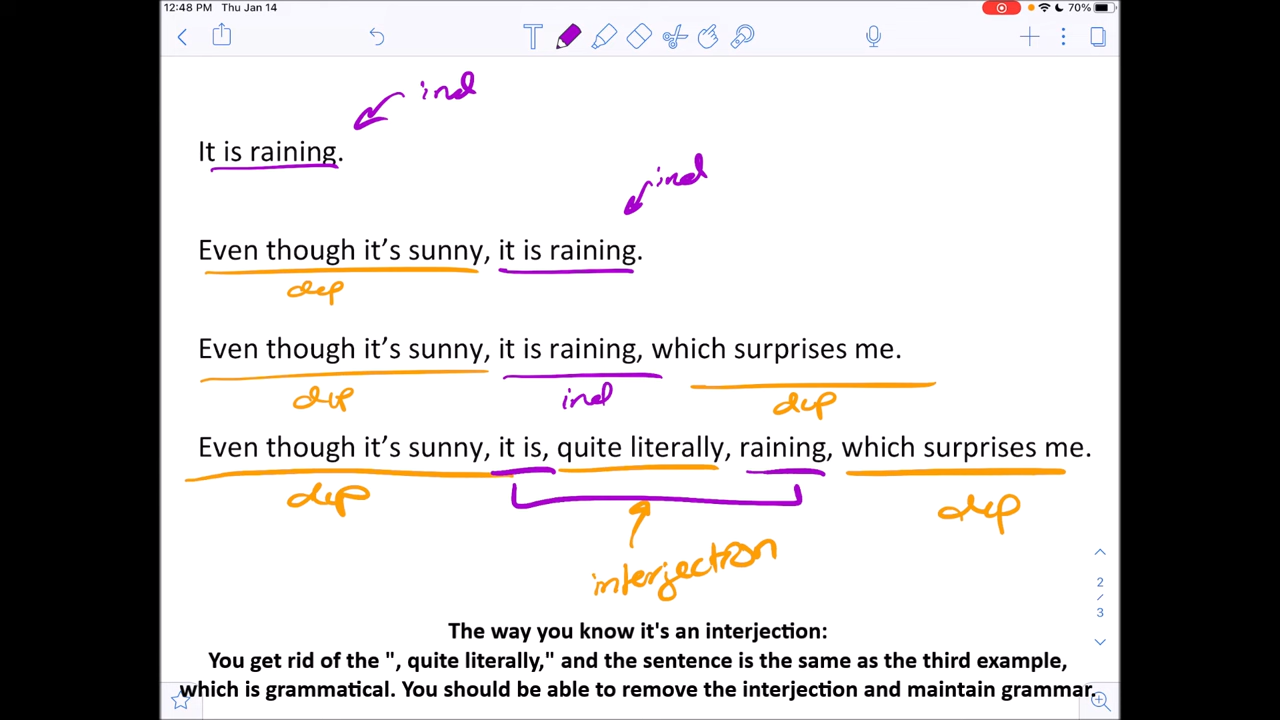 12:48 PM Thu Jan 14
70%
T
ind
It is raining.
ind
Even though it’s sunny, it is raining.
dep
Even though it’s sunny, it is raining, which surprises me.
dep ind dep
Even though it’s sunny, it is, quite literally, raining, which surprises me.
dep dep
interjection
2
/
3
The way you know it's an interjection:
You get rid of the ", quite literally," and the sentence is the same as the third example,
which is grammatical. You should be able to remove the interjection and maintain grammar.